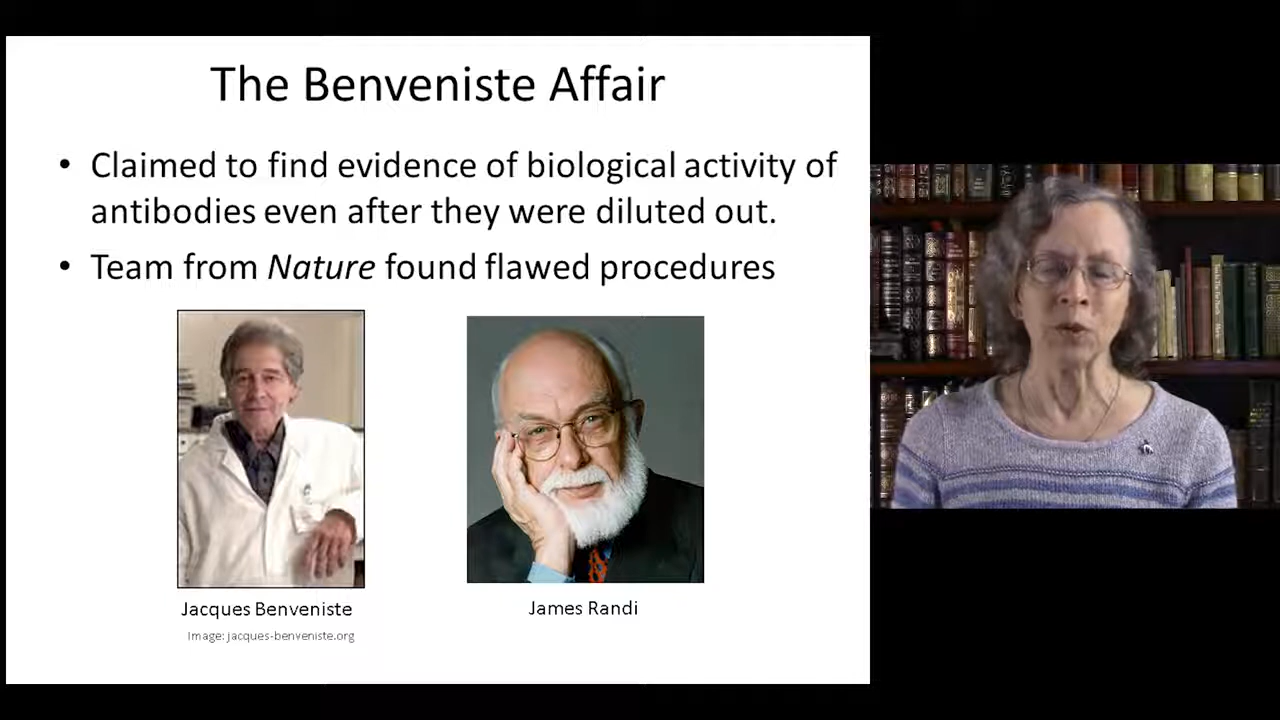 The Benveniste Affair
• Claimed to find evidence of biological activity of
antibodies even after they were diluted out.
• Team from Nature found flawed procedures
Jacques Benveniste
James Randi
Image: jacques-benveniste.org